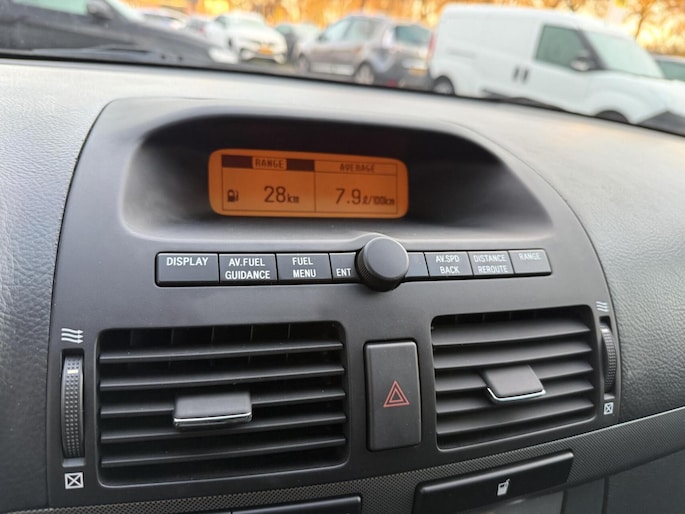 RANGE AVERAGE
28km 7.9ℓ/100km
DISPLAY
AV.FUEL
GUIDANCE
FUEL
MENU
ENT
AV.SPD
BACK
DISTANCE
REROUTE
RANGE